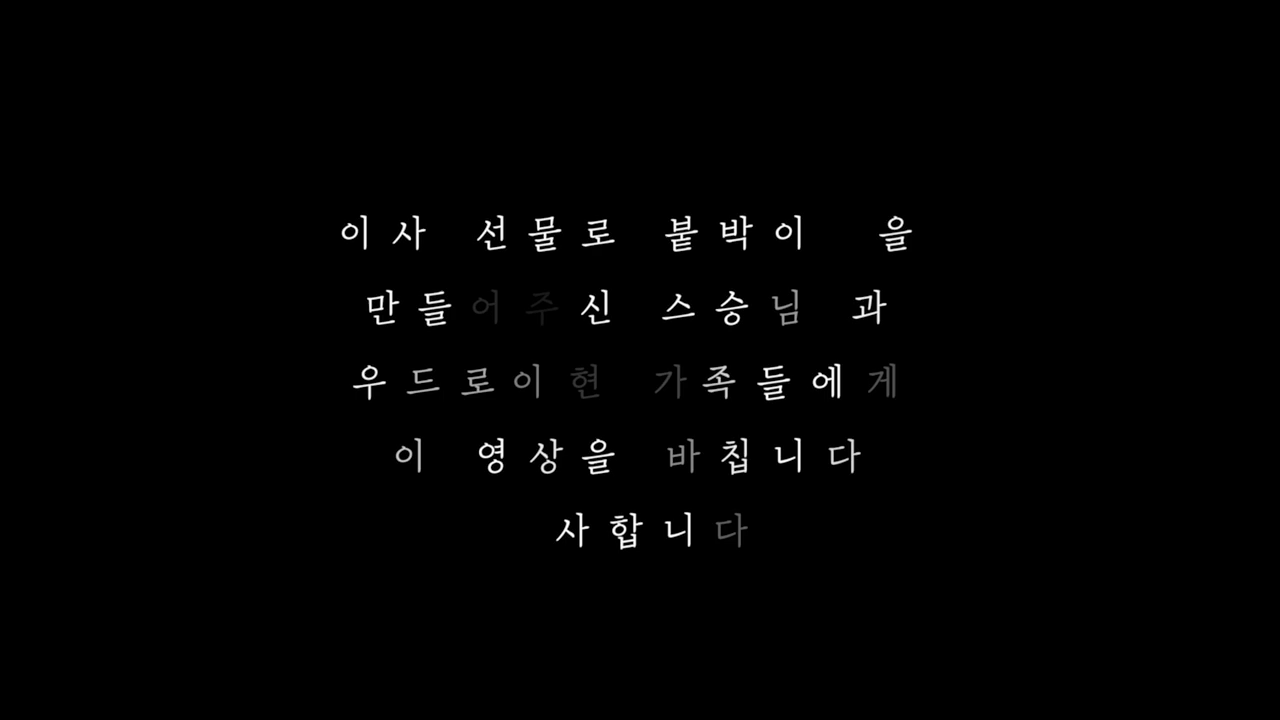 이사 선물로 붙박이 을
만들어주신 스승님 과
우드로이현 가족들에게
이 영상을 바칩니다
사합니다